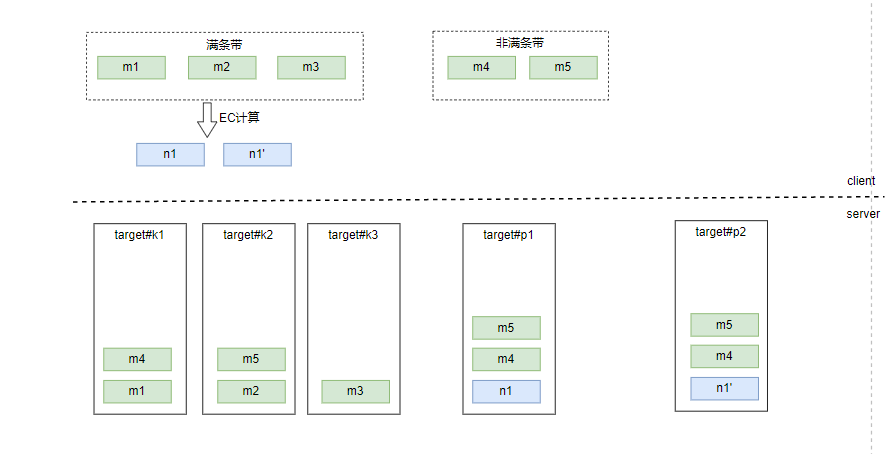 满条带
m1
m2
m3
非满条带
m4
m5
EC计算
n1
n1'
client
server
target#k1
target#k2
target#k3
target#p1
target#p2
m4
m1
m5
m2
m3
m5
m4
n1
m5
m4
n1'